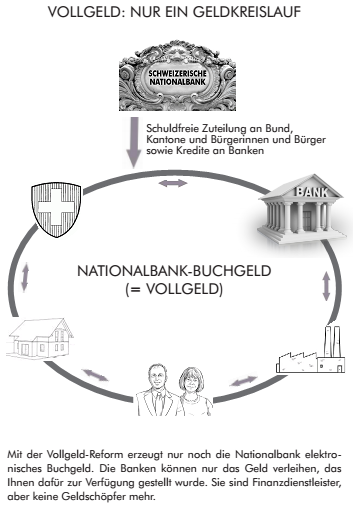 VOLLGELD: NUR EIN GELDKREISLAUF
SCHWEIZERISCHE
NATIONALBANK
Schuldfreie Zuteilung an Bund,
Kantone und Bürgerinnen und Bürger
sowie Kredite an Banken
BANK
NATIONALBANK-BUCHGELD
(= VOLLGELD)
Mit der Vollgeld-Reform erzeugt nur noch die Nationalbank elektro-
nisches Buchgeld. Die Banken können nur das Geld verleihen, das
Ihnen dafür zur Verfügung gestellt wurde. Sie sind Finanzdienstleister,
aber keine Geldschöpfer mehr.